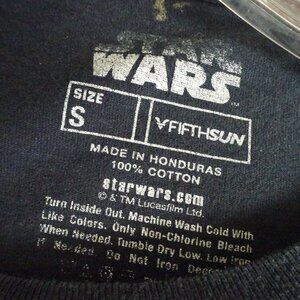 STAR
WARS
SIZE
S
FIFTHSUN
MADE IN HONDURAS
100% COTTON
starwars.com
© & TM Lucasfilm Ltd.
Turn Inside Out. Machine Wash Cold With
Like Colors. Only Non-Chlorine Bleach
When Needed. Tumble Dry Low. Low Iron
If Needed. Do Not Iron